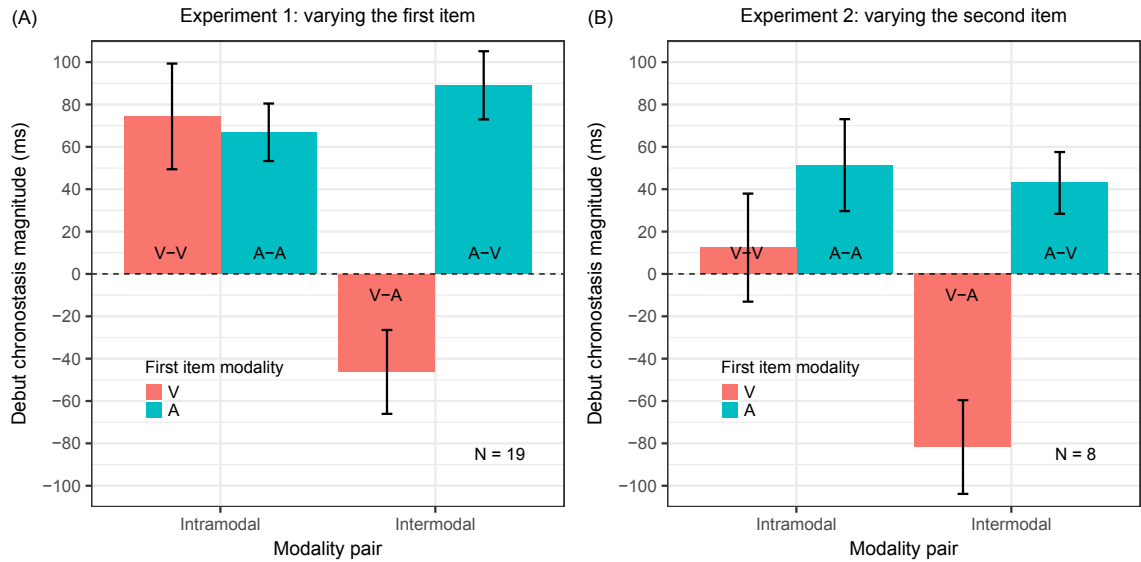 (A)
Experiment 1: varying the first item
Debut chronostasis magnitude (ms)
100
80
60
40
20
0
−20
−40
−60
−80
−100
V−V
A−A
A−V
V−A
First item modality
V
A
N = 19
Intramodal
Intermodal
Modality pair
(B)
Experiment 2: varying the second item
Debut chronostasis magnitude (ms)
100
80
60
40
20
0
−20
−40
−60
−80
−100
V−V
A−A
A−V
V−A
First item modality
V
A
N = 8
Intramodal
Intermodal
Modality pair